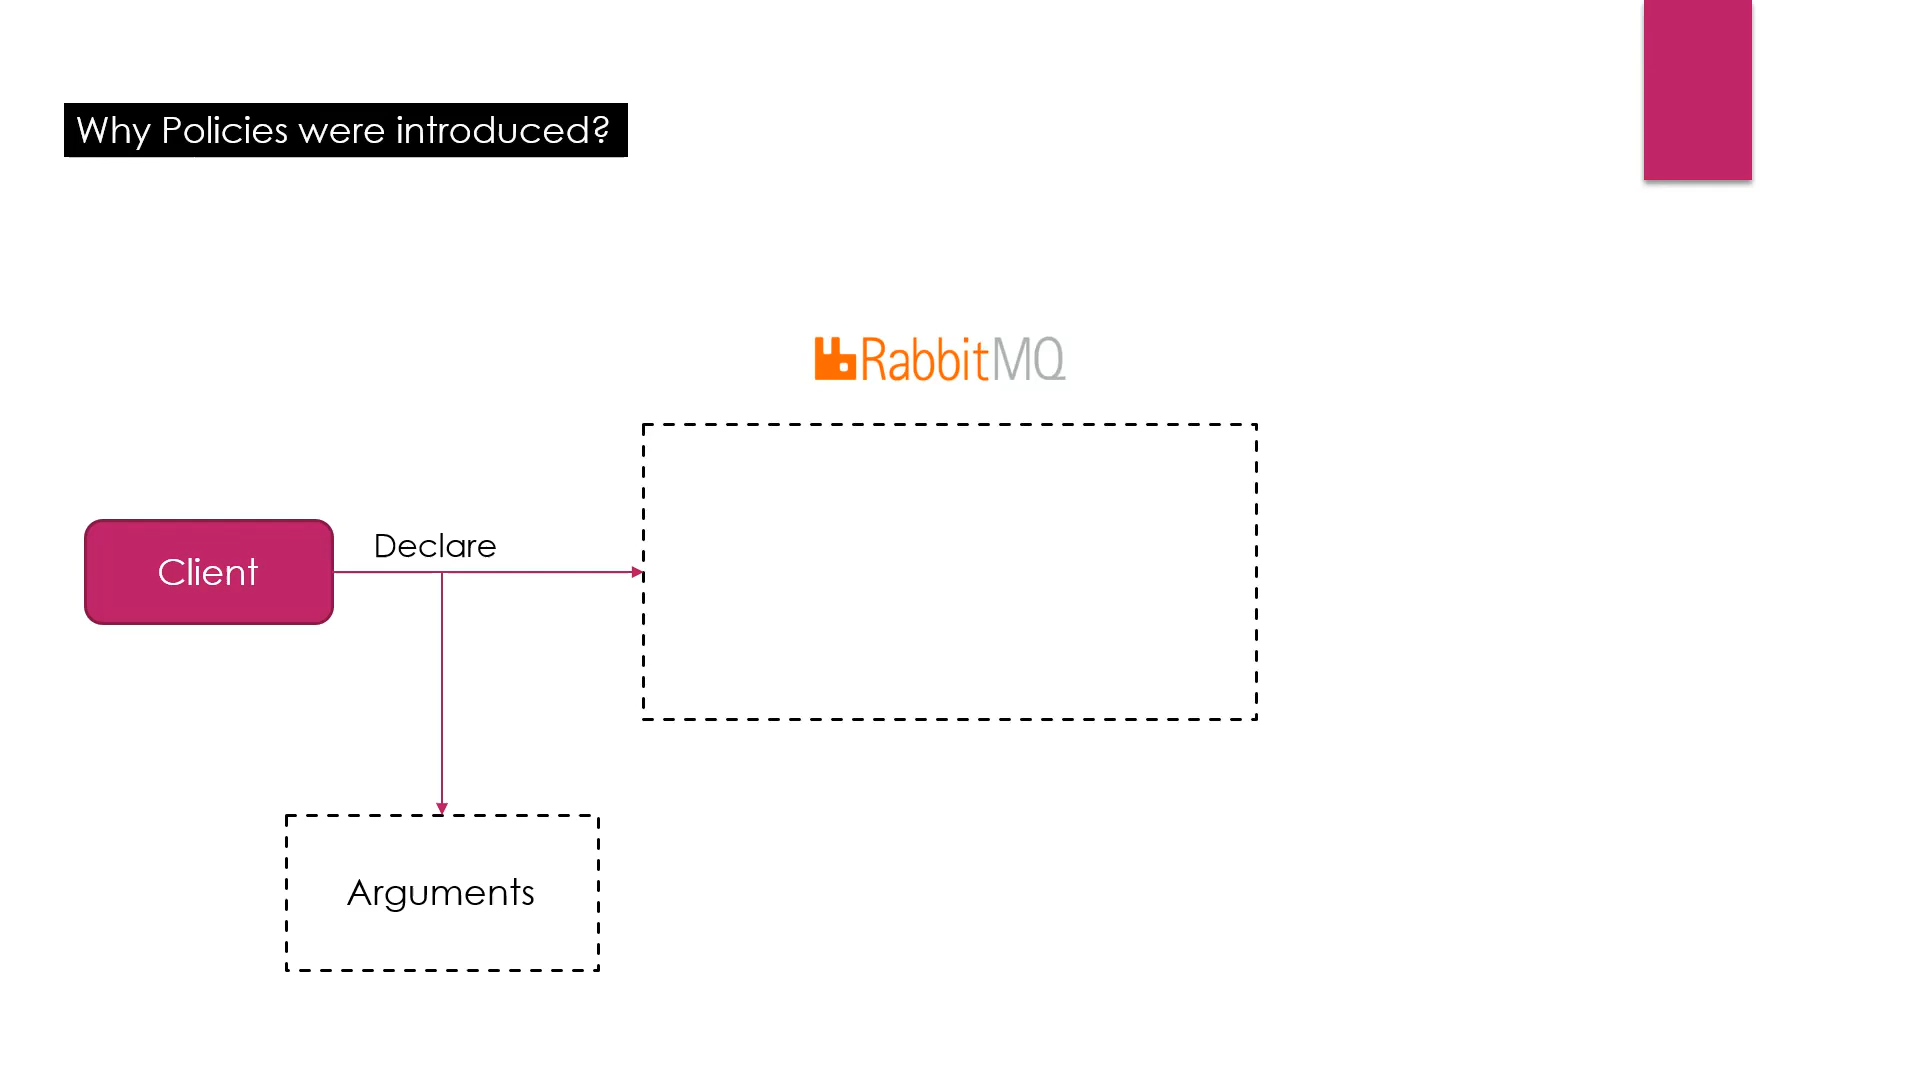 Why Policies were introduced?
RabbitMQ
Declare
Client
Arguments